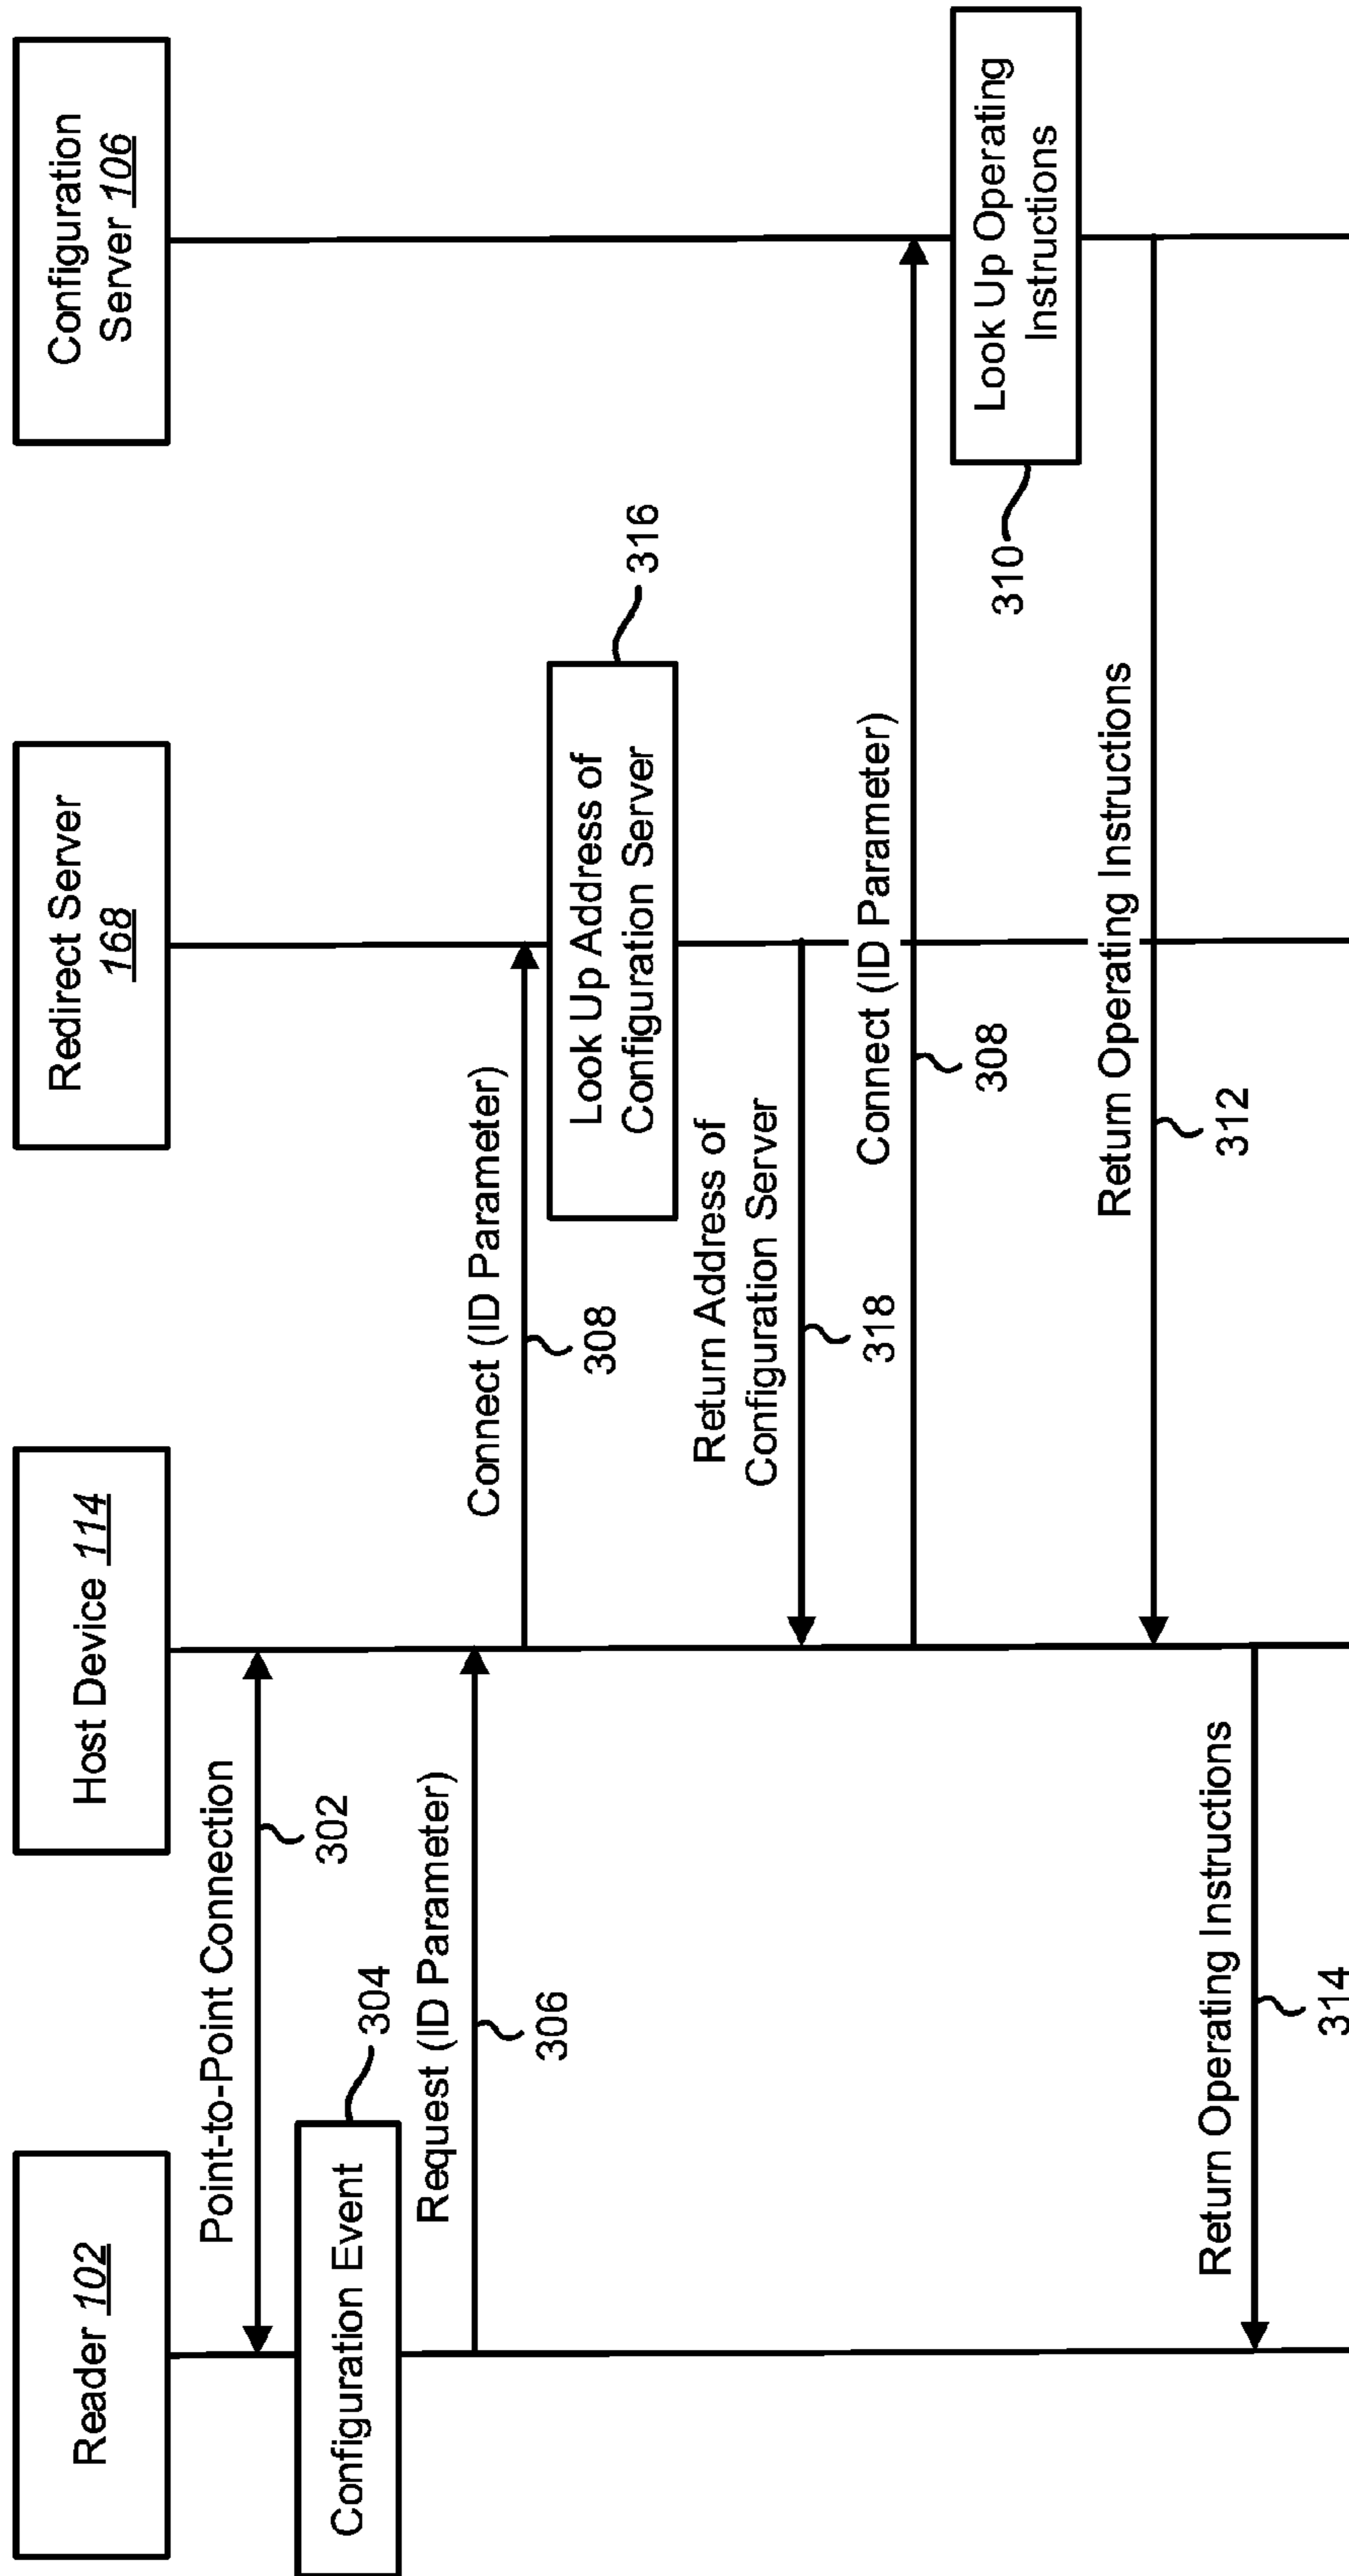 Reader 102
Host Device 114
Redirect Server
168
Configuration
Server 106
Point-to-Point Connection
302
Configuration Event
304
Request (ID Parameter)
306
Connect (ID Parameter)
308
Look Up Address of
Configuration Server
316
Return Address of
Configuration Server
318
Connect (ID Parameter)
308
Look Up Operating
Instructions
310
Return Operating Instructions
312
Return Operating Instructions
314